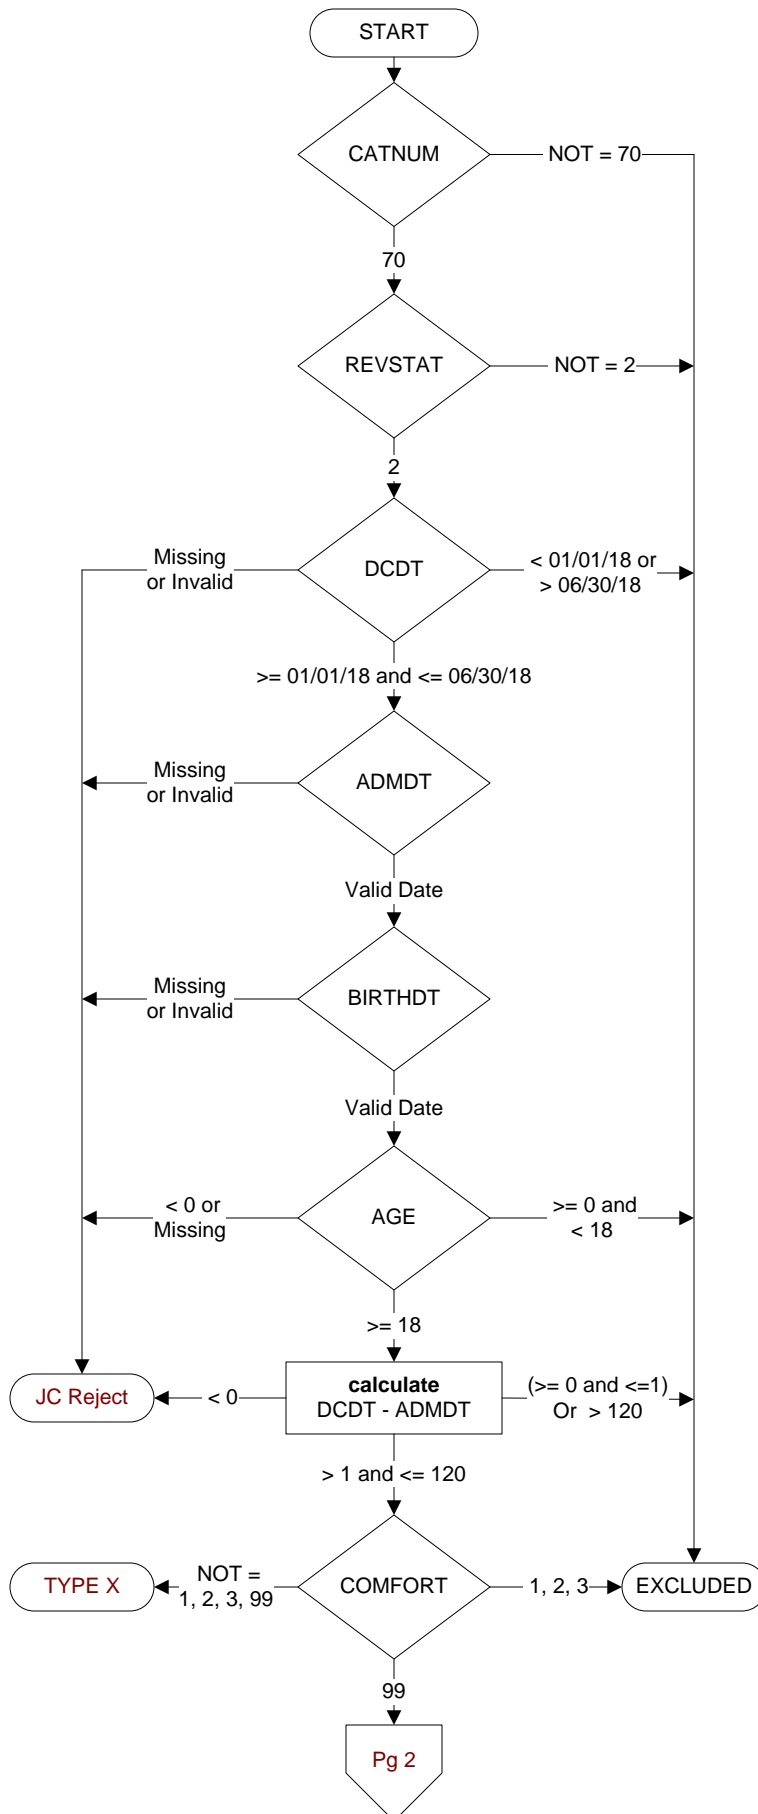 START
CATNUM
NOT = 70
70
REVSTAT
NOT = 2
2
Missing
or Invalid
DCDT
< 01/01/18 or
> 06/30/18
>= 01/01/18 and <= 06/30/18
Missing
or Invalid
ADMDT
Valid Date
Missing
or Invalid
BIRTHDT
Valid Date
< 0 or
Missing
AGE
>= 0 and
< 18
>= 18
JC Reject
< 0
calculate
DCDT - ADMDT
(>= 0 and <=1)
Or > 120
> 1 and <= 120
TYPE X
NOT =
1, 2, 3, 99
COMFORT
1, 2, 3
EXCLUDED
99
Pg 2